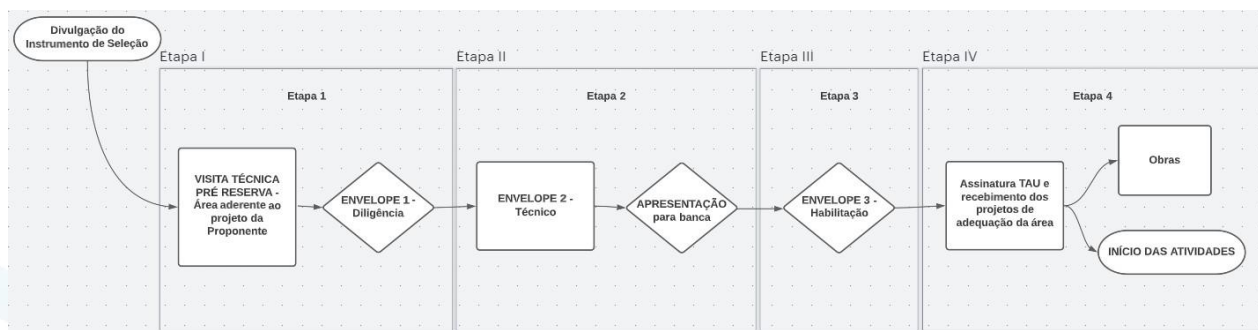 Divulgação do
Instrumento de Seleção
Etapa I
Etapa II
Etapa III
Etapa IV
Etapa 1
Etapa 2
Etapa 3
Etapa 4
VISITA TÉCNICA
PRÉ RESERVA -
Área aderente ao
projeto da
Proponente
ENVELOPE 1 -
Diligência
ENVELOPE 2 -
Técnico
APRESENTAÇÃO
para banca
ENVELOPE 3 -
Habilitação
Assinatura TAU e
recebimento dos
projetos de
adequação da área
Obras
INÍCIO DAS ATIVIDADES